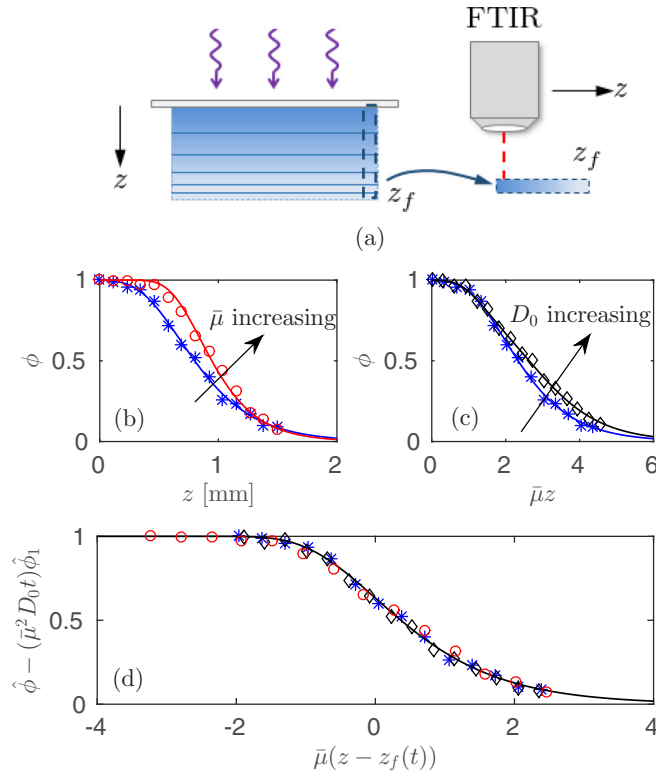 FTIR
z
z
z_f
z_f
(a)
1
0.5
0
ϕ
μ̄ increasing
(b)
0 1 2
z [mm]
1
0.5
0
ϕ
D_0 increasing
(c)
0 2 4 6
μ̄z
1
0.5
0
ϕ̂ − (μ̄²D_0t)ϕ̂_1
(d)
-4 -2 0 2 4
μ̄(z − z_f(t))